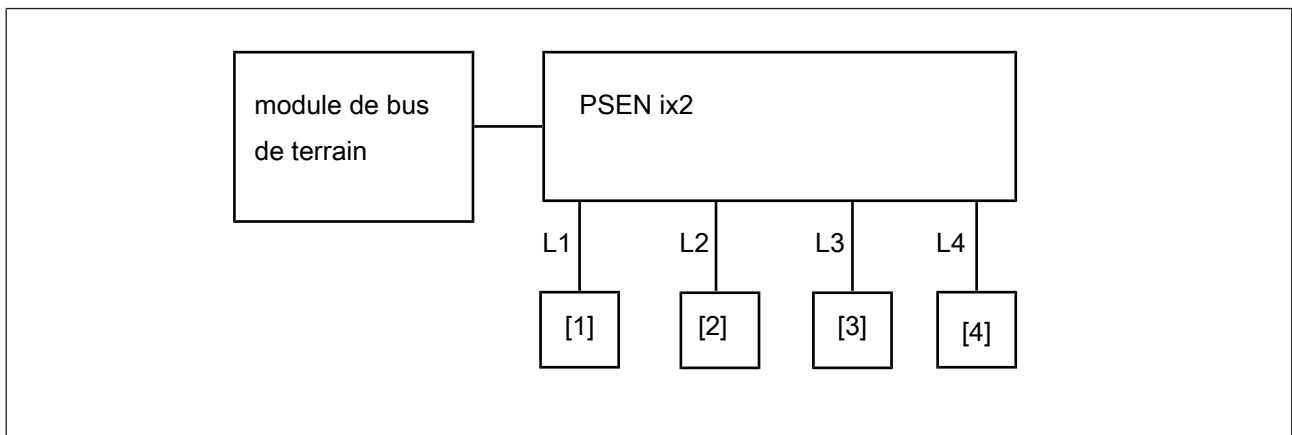 module de bus
de terrain
PSEN ix2
L1
L2
L3
L4
[1]
[2]
[3]
[4]